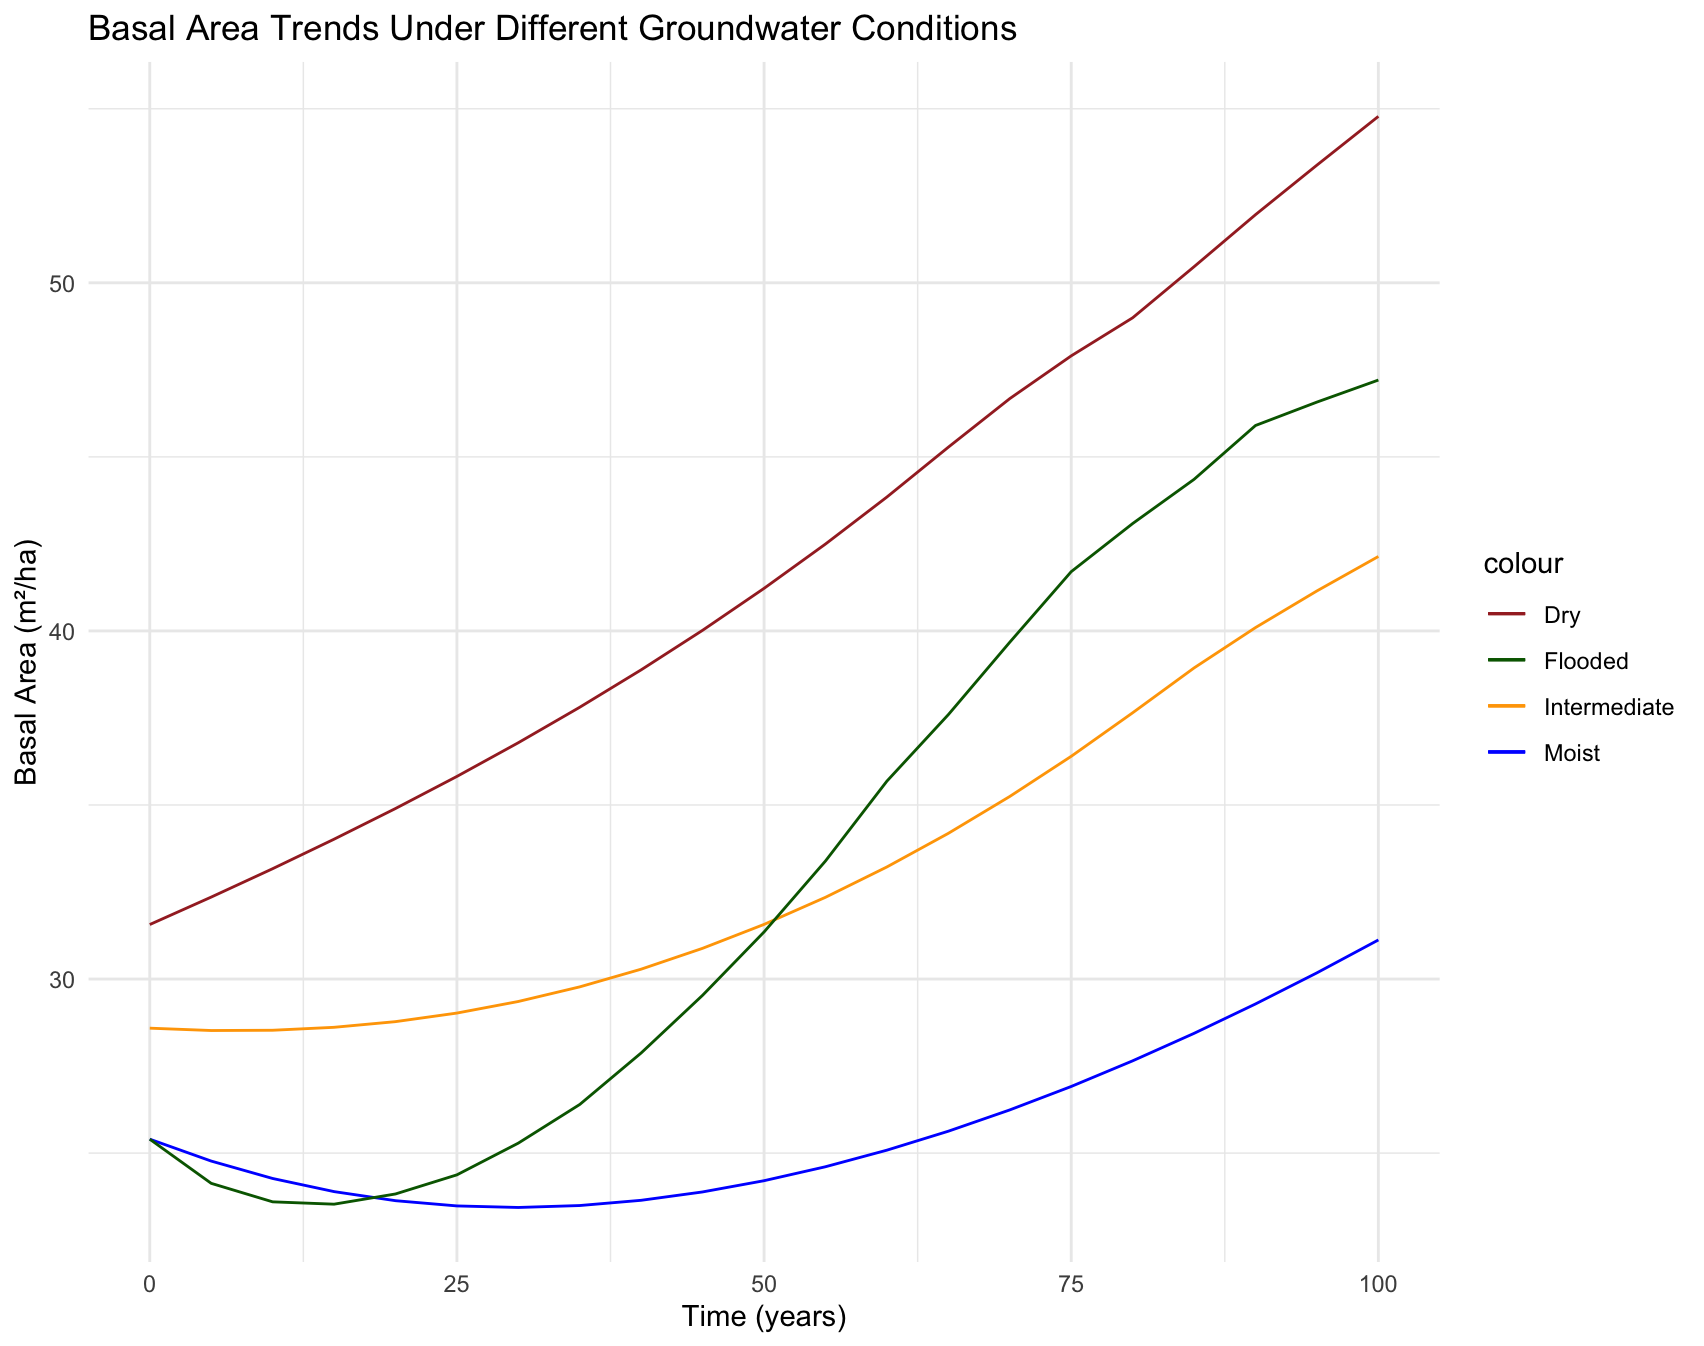 Basal Area Trends Under Different Groundwater Conditions
Basal Area (m²/ha)
50
40
30
0 25 50 75 100
Time (years)
colour
Dry
Flooded
Intermediate
Moist